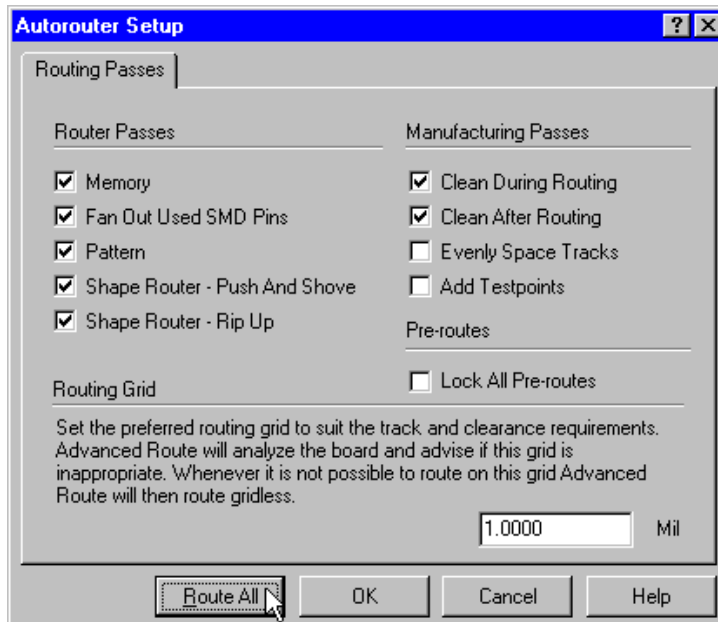 Autorouter Setup
Routing Passes
Router Passes
Memory
Fan Out Used SMD Pins
Pattern
Shape Router - Push And Shove
Shape Router - Rip Up
Manufacturing Passes
Clean During Routing
Clean After Routing
Evenly Space Tracks
Add Testpoints
Pre-routes
Lock All Pre-routes
Routing Grid
Set the preferred routing grid to suit the track and clearance requirements.
Advanced Route will analyze the board and advise if this grid is
inappropriate. Whenever it is not possible to route on this grid Advanced
Route will then route gridless.
1.0000 Mil
Route All OK Cancel Help